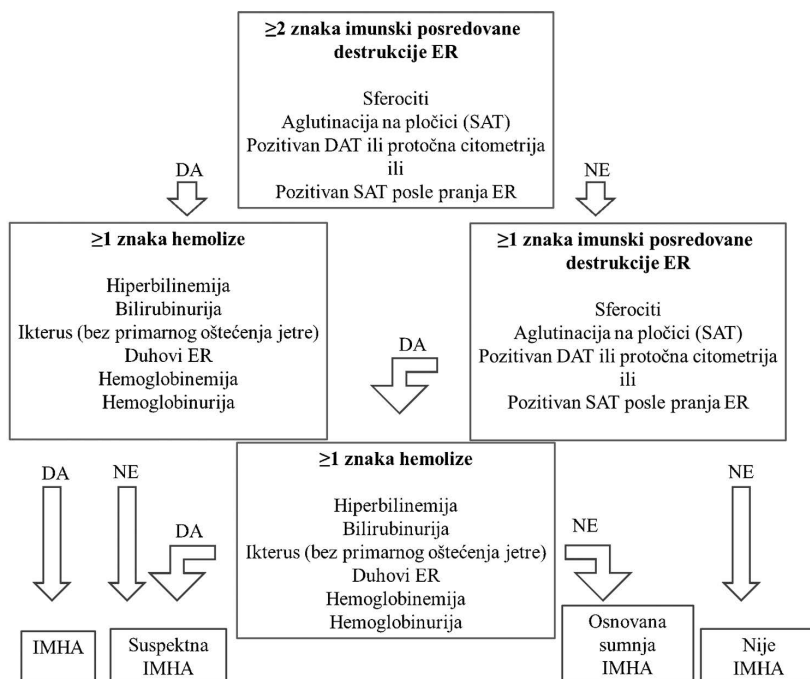 ≥2 znaka imunski posredovane
destrukcije ER
Sferociti
Aglutinacija na pločici (SAT)
Pozitivan DAT ili protočna citometrija
ili
Pozitivan SAT posle pranja ER
DA
NE
≥1 znaka hemolize
Hiperbilinemija
Bilirubinurija
Ikterus (bez primarnog oštećenja jetre)
Duhovi ER
Hemoglobinemija
Hemoglobinurija
≥1 znaka imunski posredovane
destrukcije ER
Sferociti
Aglutinacija na pločici (SAT)
Pozitivan DAT ili protočna citometrija
ili
Pozitivan SAT posle pranja ER
DA
≥1 znaka hemolize
Hiperbilinemija
Bilirubinurija
Ikterus (bez primarnog oštećenja jetre)
Duhovi ER
Hemoglobinemija
Hemoglobinurija
DA
NE
DA
NE
NE
IMHA
Suspektna
IMHA
Osnovana
sumnja
IMHA
Nije
IMHA